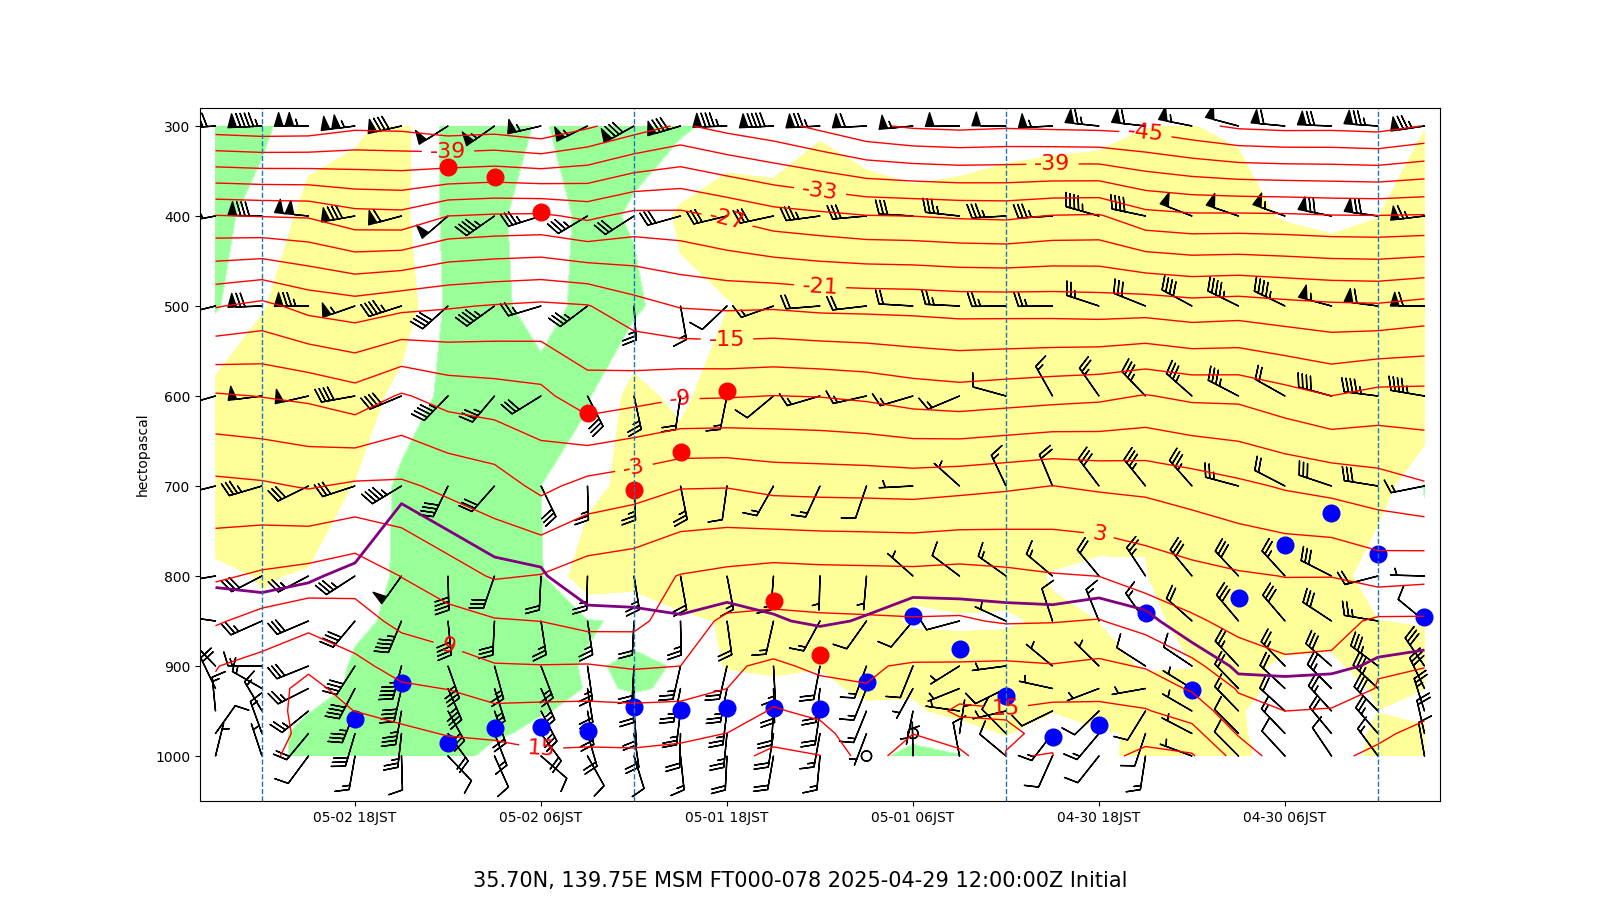 300
400
500
600
700
800
900
1000
hectopascal
-45
-39
-39
-33
-27
-21
-15
-9
-3
3
9
15
15
05-02 18JST
05-02 06JST
05-01 18JST
05-01 06JST
04-30 18JST
04-30 06JST
35.70N, 139.75E MSM FT000-078 2025-04-29 12:00:00Z Initial